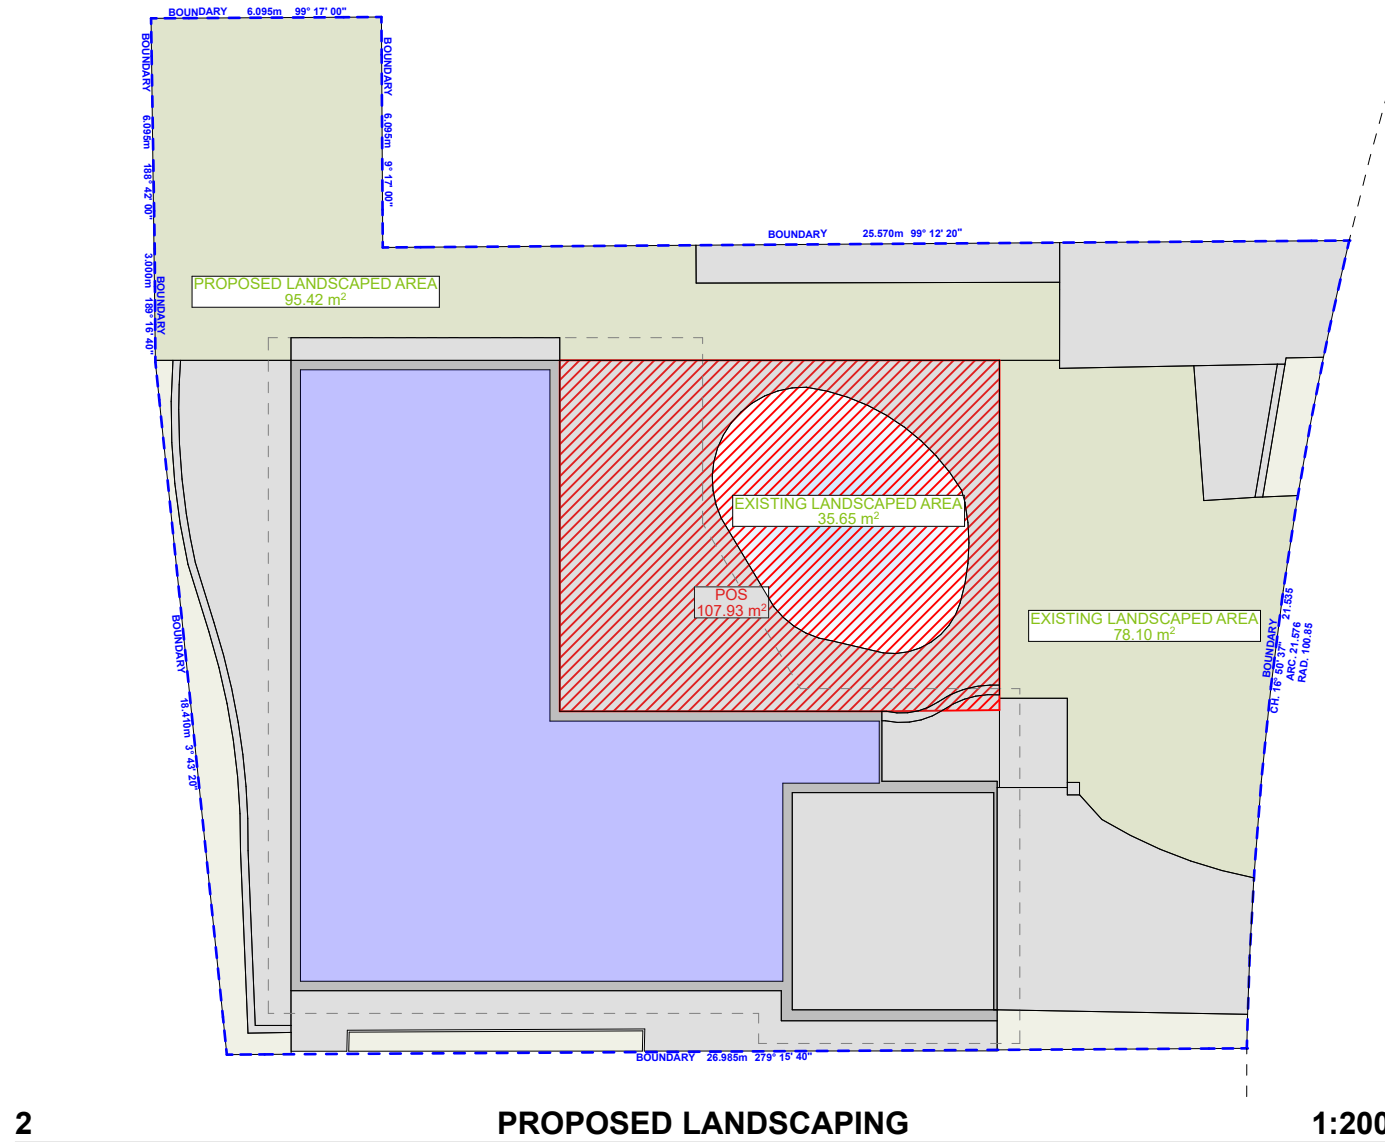 BOUNDARY 6.095m 99° 17' 00"
BOUNDARY 6.095m 188° 42' 00"
BOUNDARY 6.095m 9° 17' 00"
BOUNDARY 25.570m 99° 12' 20"
BOUNDARY
3.000m 189° 16' 40"
PROPOSED LANDSCAPED AREA
95.42 m²
EXISTING LANDSCAPED AREA
35.65 m²
POS
107.93 m²
EXISTING LANDSCAPED AREA
78.10 m²
BOUNDARY 21.535
CH. 16° 50' 37"
ARC. 21.576
RAD. 100.85
BOUNDARY 18.410m 3° 43' 20"
BOUNDARY 26.985m 279° 15' 40"
2 PROPOSED LANDSCAPING 1:200